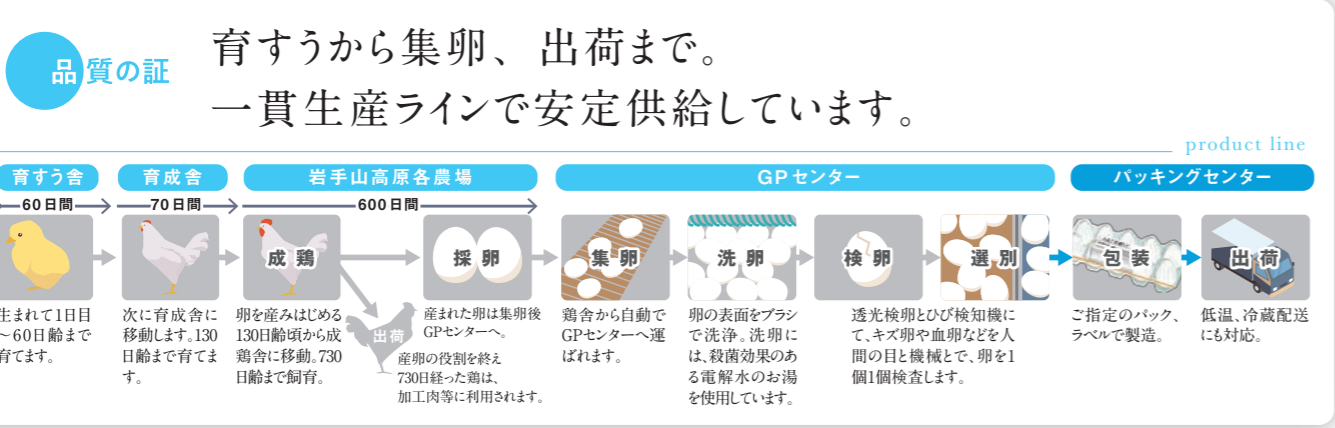 品質の証
育すうから集卵、出荷まで。
一貫生産ラインで安定供給しています。
product line
育すう舎
育成舎
岩手山高原各農場
GPセンター
パッキングセンター
60日間
70日間
600日間
成鶏
採卵
集卵
洗卵
検卵
選別
包装
出荷
出荷
生まれて1日目
〜60日齢まで
育てます。
次に育成舎に
移動します。130
日齢まで育てま
す。
卵を産みはじめる
130日齢頃から成
鶏舎に移動。730
日齢まで飼育。
産まれた卵は集卵後
GPセンターへ。
産卵の役割を終え
730日経った鶏は、
加工肉等に利用されます。
鶏舎から自動で
GPセンターへ運
ばれます。
卵の表面をブラシ
で洗浄。洗卵に
は、殺菌効果のあ
る電解水のお湯
を使用しています。
透光検卵とひび検知機に
て、キズ卵や血卵などを人
間の目と機械とで、卵を1
個1個検査します。
ご指定のパック、
ラベルで製造。
低温、冷蔵配送
にも対応。